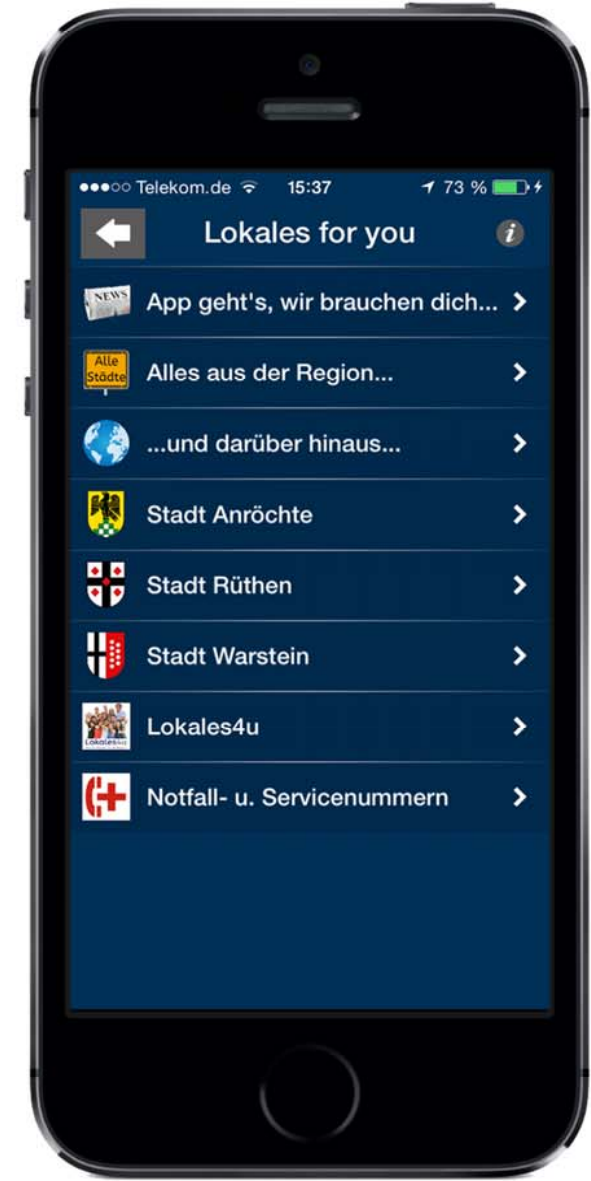 Telekom.de 15:37 73 %
Lokales for you
i
NEWS
App geht's, wir brauchen dich...
Alle
Städte
Alles aus der Region...
...und darüber hinaus...
Stadt Anröchte
Stadt Rüthen
Stadt Warstein
Lokales4u
Lokales4u
Notfall- u. Servicenummern